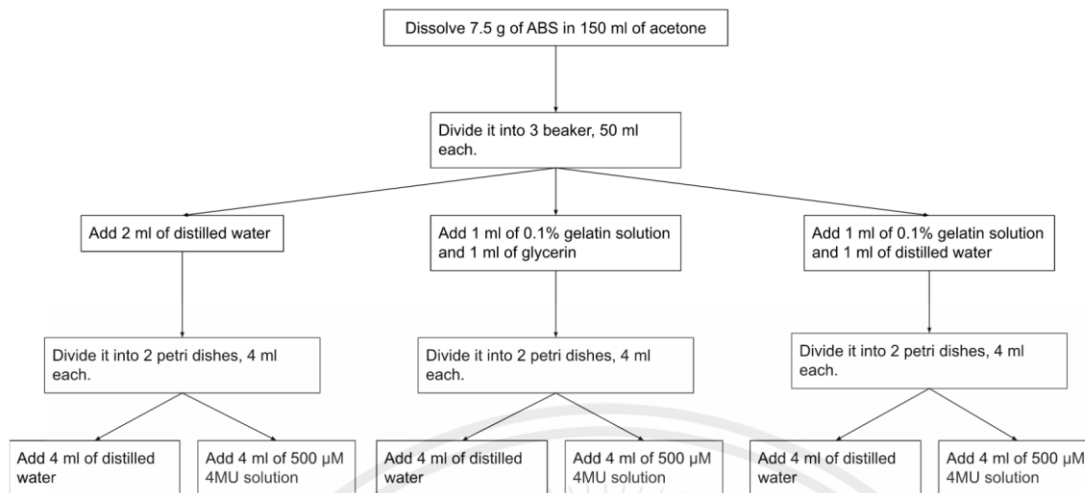 Dissolve 7.5 g of ABS in 150 ml of acetone
Divide it into 3 beaker, 50 ml
each.
Add 2 ml of distilled water
Add 1 ml of 0.1% gelatin solution
and 1 ml of glycerin
Add 1 ml of 0.1% gelatin solution
and 1 ml of distilled water
Divide it into 2 petri dishes, 4 ml
each.
Divide it into 2 petri dishes, 4 ml
each.
Divide it into 2 petri dishes, 4 ml
each.
Add 4 ml of distilled
water
Add 4 ml of 500 μM
4MU solution
Add 4 ml of distilled
water
Add 4 ml of 500 μM
4MU solution
Add 4 ml of distilled
water
Add 4 ml of 500 μM
4MU solution